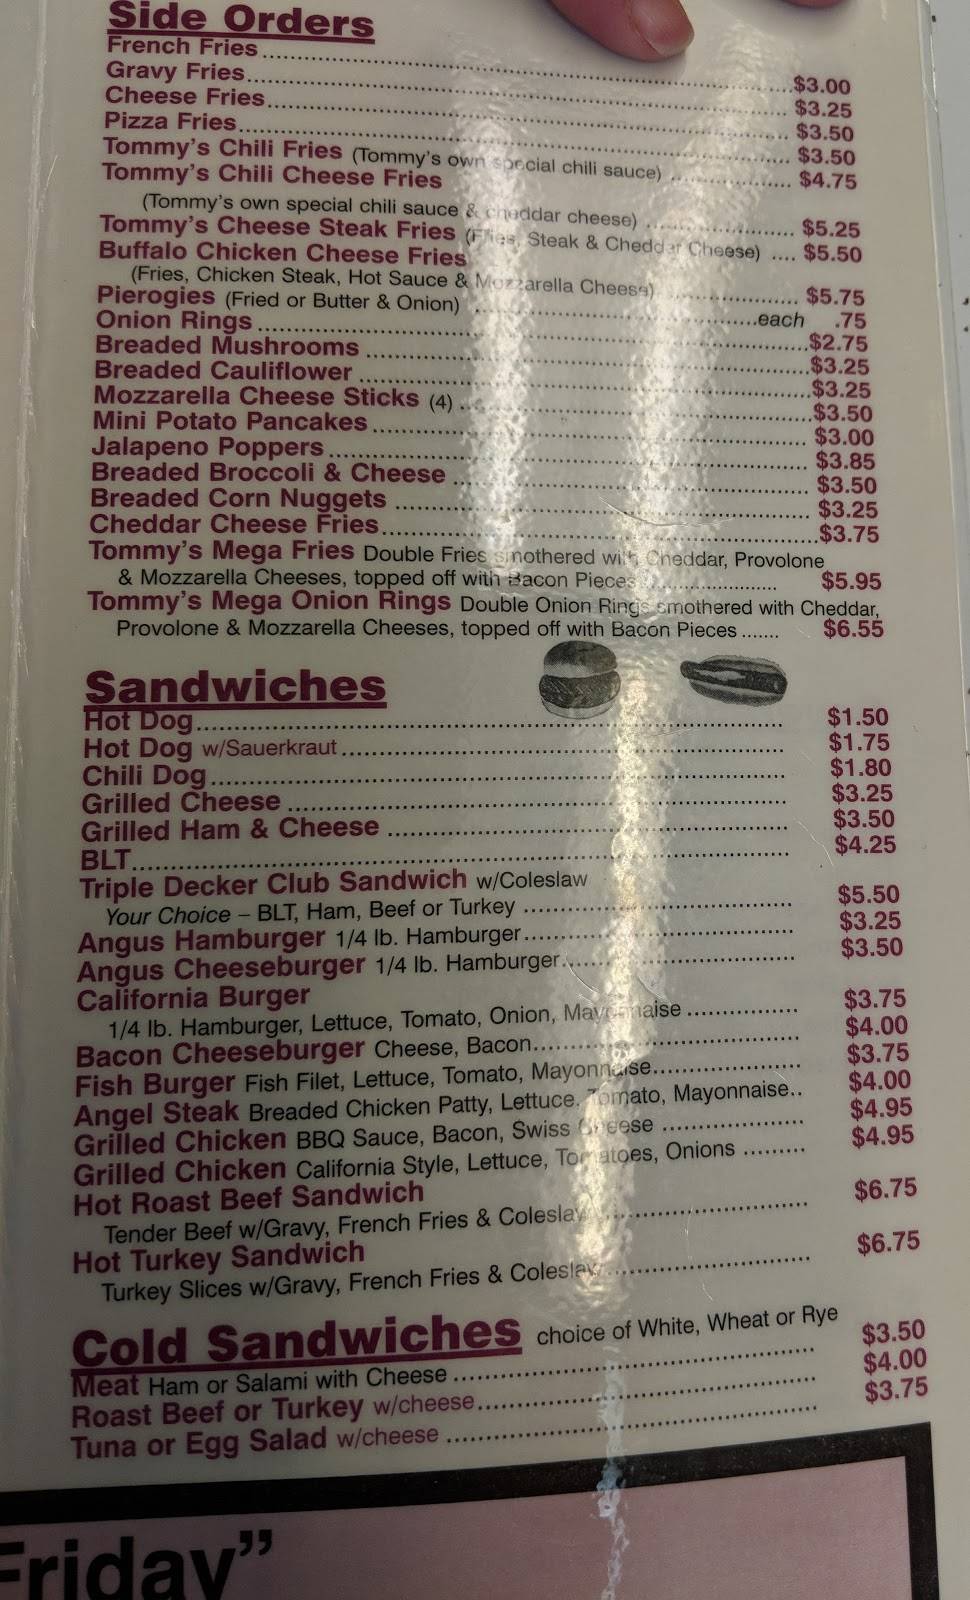 Side Orders
French Fries ........ $3.00
Gravy Fries ........ $3.25
Cheese Fries ........ $3.50
Pizza Fries ........ $3.50
Tommy's Chili Fries (Tommy's own special chili sauce) ........ $4.75
Tommy's Chili Cheese Fries
(Tommy's own special chili sauce & cheddar cheese) ........ $5.25
Tommy's Cheese Steak Fries (Fries, Steak & Cheddar Cheese) .... $5.50
Buffalo Chicken Cheese Fries
(Fries, Chicken Steak, Hot Sauce & Mozzarella Cheese) ........ $5.75
Pierogies (Fried or Butter & Onion) ........ each .75
Onion Rings ........ $2.75
Breaded Mushrooms ........ $3.25
Breaded Cauliflower ........ $3.25
Mozzarella Cheese Sticks (4) ........ $3.50
Mini Potato Pancakes ........ $3.00
Jalapeno Poppers ........ $3.85
Breaded Broccoli & Cheese ........ $3.50
Breaded Corn Nuggets ........ $3.25
Cheddar Cheese Fries ........ $3.75
Tommy's Mega Fries Double Fries smothered with Cheddar, Provolone
& Mozzarella Cheeses, topped off with Bacon Pieces ........ $5.95
Tommy's Mega Onion Rings Double Onion Rings smothered with Cheddar,
Provolone & Mozzarella Cheeses, topped off with Bacon Pieces ....... $6.55
Sandwiches
Hot Dog ........ $1.50
Hot Dog w/Sauerkraut ........ $1.75
Chili Dog ........ $1.80
Grilled Cheese ........ $3.25
Grilled Ham & Cheese ........ $3.50
BLT ........ $4.25
Triple Decker Club Sandwich w/Coleslaw
Your Choice – BLT, Ham, Beef or Turkey ........ $5.50
Angus Hamburger 1/4 lb. Hamburger ........ $3.25
Angus Cheeseburger 1/4 lb. Hamburger ........ $3.50
California Burger
1/4 lb. Hamburger, Lettuce, Tomato, Onion, Mayonnaise ........ $3.75
Bacon Cheeseburger Cheese, Bacon ........ $4.00
Fish Burger Fish Filet, Lettuce, Tomato, Mayonnaise ........ $3.75
Angel Steak Breaded Chicken Patty, Lettuce, Tomato, Mayonnaise.. $4.00
Grilled Chicken BBQ Sauce, Bacon, Swiss Cheese ........ $4.95
Grilled Chicken California Style, Lettuce, Tomatoes, Onions ........ $4.95
Hot Roast Beef Sandwich
Tender Beef w/Gravy, French Fries & Coleslaw ........ $6.75
Hot Turkey Sandwich
Turkey Slices w/Gravy, French Fries & Coleslaw ........ $6.75
Cold Sandwiches choice of White, Wheat or Rye
Meat Ham or Salami with Cheese ........ $3.50
Roast Beef or Turkey w/cheese ........ $4.00
Tuna or Egg Salad w/cheese ........ $3.75
Friday"